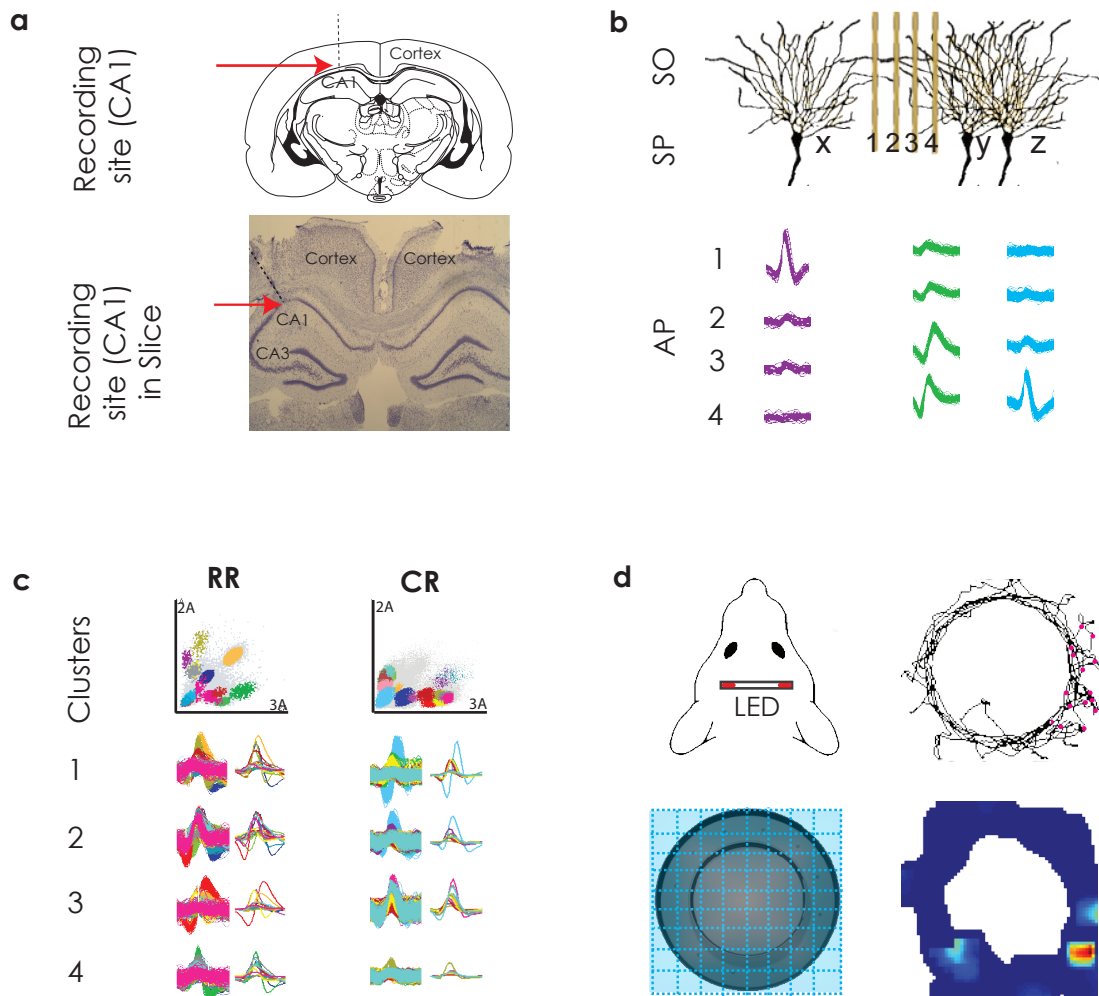 a
Recording
site (CA1)
Cortex
CA1
Recording
site (CA1)
in Slice
Cortex
Cortex
CA1
CA3
b
SO
SP
x
1
2
3
4
y
z
AP
1
2
3
4
c
RR
CR
Clusters
2A
3A
2A
3A
1
2
3
4
d
LED